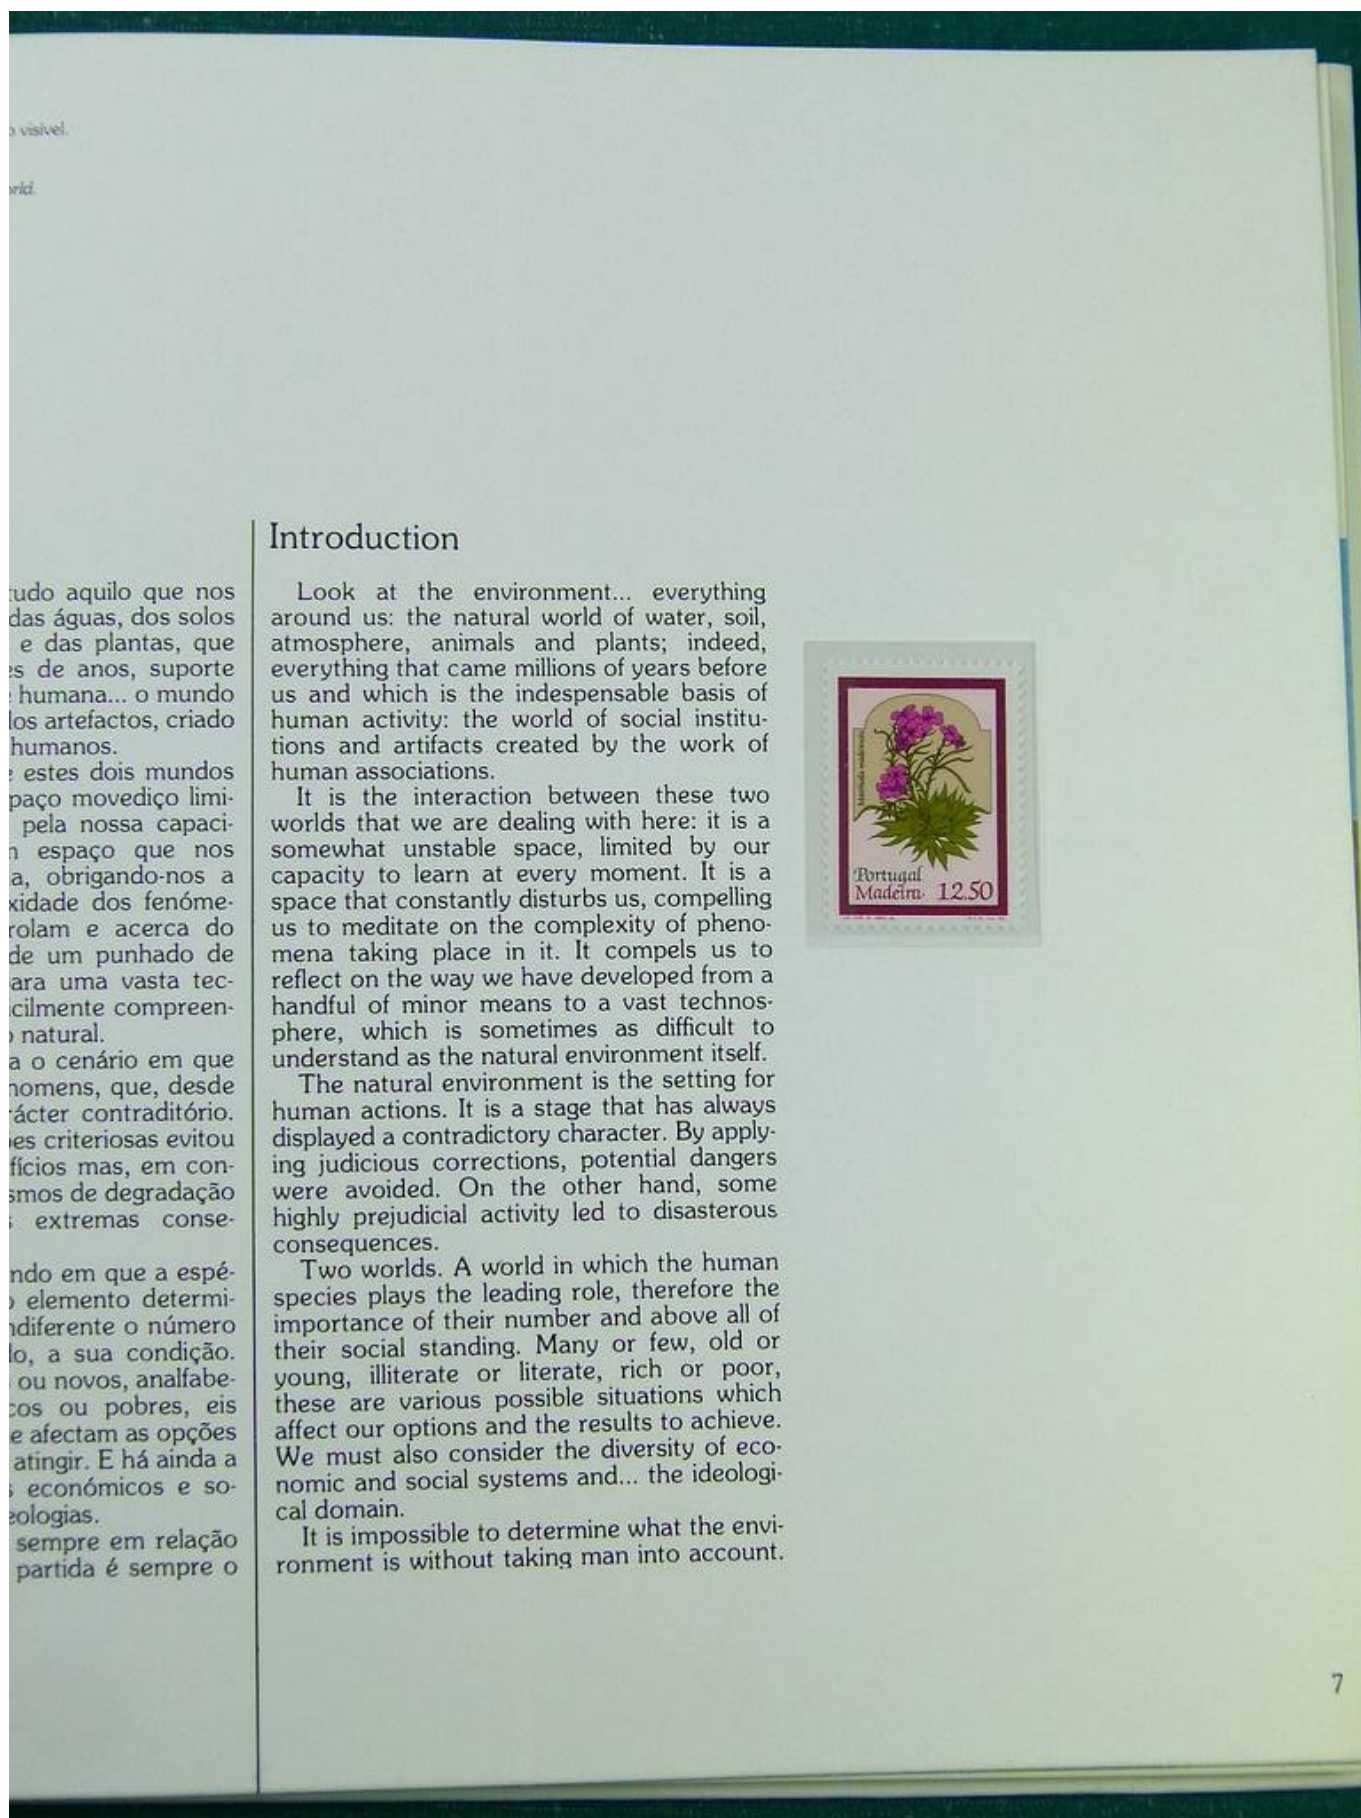 visível.
Introduction
tudo aquilo que nos
das águas, dos solos
e das plantas, que
s de anos, suporte
humana... o mundo
los artefactos, criado
humanos.
estes dois mundos
paço movediço limi-
pela nossa capaci-
espaço que nos
a, obrigando-nos a
xidade dos fenóme-
rolam e acerca do
de um punhado de
ara uma vasta tec-
cilmente compreen-
natural.
a o cenário em que
homens, que, desde
rácter contraditório.
es criteriosas evitou
fícios mas, em con-
smos de degradação
extremas conse-
ndo em que a espé-
elemento determi-
ndiferente o número
lo, a sua condição.
ou novos, analfabe-
cos ou pobres, eis
e afectam as opções
atingir. E há ainda a
económicos e so-
eologias.
sempre em relação
partida é sempre o
Look at the environment... everything
around us: the natural world of water, soil,
atmosphere, animals and plants; indeed,
everything that came millions of years before
us and which is the indespensable basis of
human activity: the world of social institu-
tions and artifacts created by the work of
human associations.
It is the interaction between these two
worlds that we are dealing with here: it is a
somewhat unstable space, limited by our
capacity to learn at every moment. It is a
space that constantly disturbs us, compelling
us to meditate on the complexity of pheno-
mena taking place in it. It compels us to
reflect on the way we have developed from a
handful of minor means to a vast technos-
phere, which is sometimes as difficult to
understand as the natural environment itself.
The natural environment is the setting for
human actions. It is a stage that has always
displayed a contradictory character. By apply-
ing judicious corrections, potential dangers
were avoided. On the other hand, some
highly prejudicial activity led to disasterous
consequences.
Two worlds. A world in which the human
species plays the leading role, therefore the
importance of their number and above all of
their social standing. Many or few, old or
young, illiterate or literate, rich or poor,
these are various possible situations which
affect our options and the results to achieve.
We must also consider the diversity of eco-
nomic and social systems and... the ideologi-
cal domain.
It is impossible to determine what the envi-
ronment is without taking man into account.
Portugal
Madeira 12.50
7